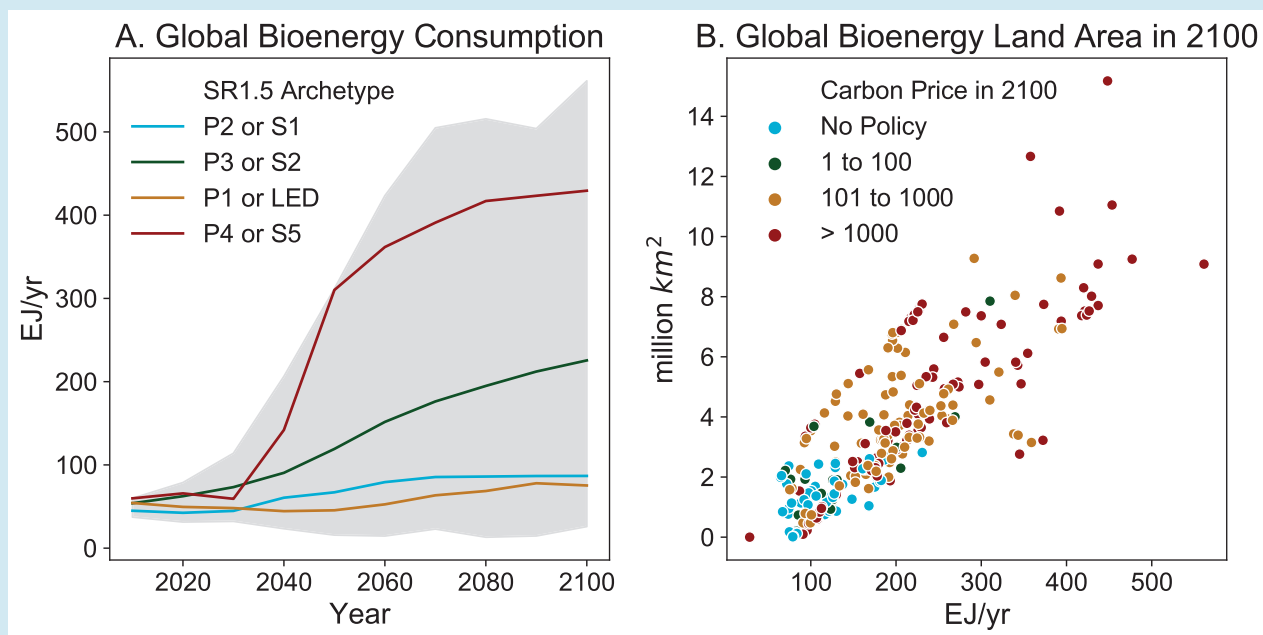 A. Global Bioenergy Consumption
SR1.5 Archetype
P2 or S1
P3 or S2
P1 or LED
P4 or S5
EJ/yr
500
400
300
200
100
0
2020 2040 2060 2080 2100
Year
B. Global Bioenergy Land Area in 2100
Carbon Price in 2100
No Policy
1 to 100
101 to 1000
> 1000
million km²
14
12
10
8
6
4
2
0
100 200 300 400 500
EJ/yr